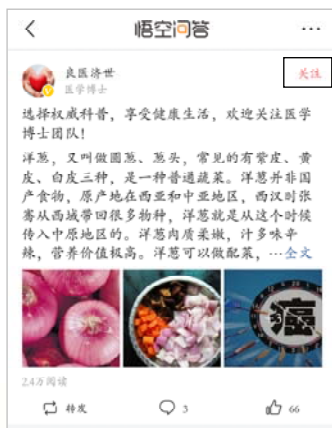 悟空问答
良医济世
关注
医学博士
选择权威科普，享受健康生活，欢迎关注医学
博士团队！
洋葱，又叫做圆葱、葱头，常见的有紫皮、黄
皮、白皮三种，是一种普通蔬菜。洋葱并非国
产食物，原产地在西亚和中亚地区，西汉时张
骞从西域带回很多物种，洋葱就是从这个时候
传入中原地区的。洋葱肉质柔嫩，汁多味辛
辣，营养价值极高。洋葱可以做配菜，…全文
癌
2.4万阅读
转发
3
66